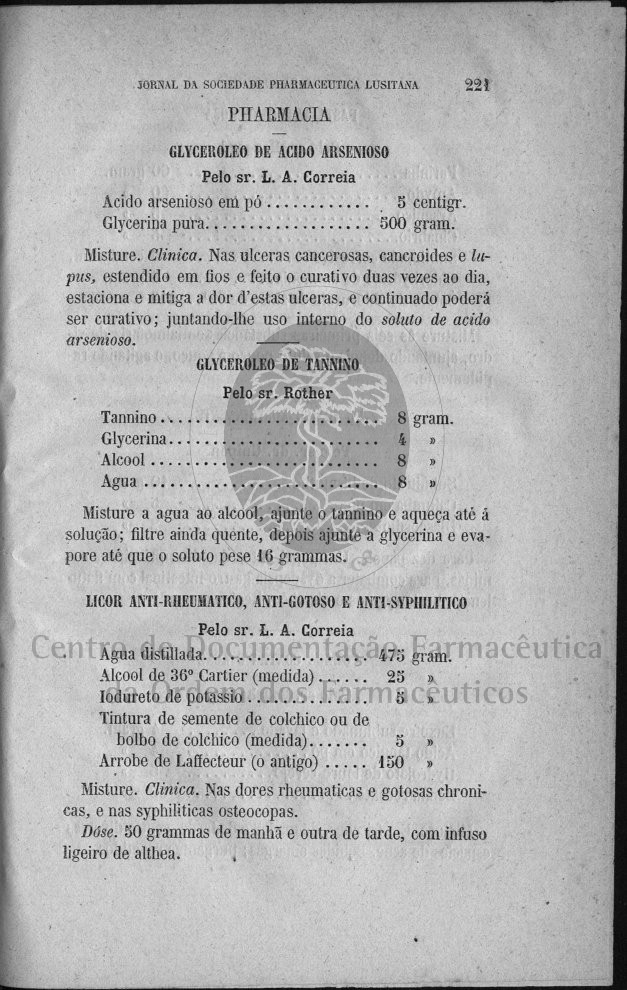 JORNAL DA SOCIEDADE PHARMACEUTICA LUSITANA 221
PHARMACIA
GLYCEROLEO DE ACIDO ARSENIOSO
Pelo sr. L. A. Correia
Acido arsenioso em pó ............ 5 centigr.
Glycerina pura................... 500 gram.
Misture. Clinica. Nas ulceras cancerosas, cancroides e lu-
pus, estendido em fios e feito o curativo duas vezes ao dia,
estaciona e mitiga a dor d'estas ulceras, e continuado poderá
ser curativo; juntando-lhe uso interno do soluto de acido
arsenioso.
GLYCEROLEO DE TANNINO
Pelo sr. Rother
Tannino......................... 8 gram.
Glycerina........................ 4 »
Alcool .......................... 8 »
Agua ........................... 8 »
Misture a agua ao alcool, ajunte o tannino e aqueça até á
solução; filtre ainda quente, depois ajunte a glycerina e eva-
pore até que o soluto pese 16 grammas.
LICOR ANTI-RHEUMATICO, ANTI-GOTOSO E ANTI-SYPHILITICO
Pelo sr. L. A. Correia
Centro de Documentação Farmacêutica
Agua distillada................... 475 gram.
Alcool de 36º Cartier (medida) ...... 25 »
da Ordem dos Farmacêuticos
Iodureto de potassio .............. 5 »
Tintura de semente de colchico ou de
bolbo de colchico (medida)....... 5 »
Arrobe de Laffecteur (o antigo) ..... 150 »
Misture. Clinica. Nas dores rheumaticas e gotosas chroni-
cas, e nas syphiliticas osteocopas.
Dóse. 50 grammas de manhã e outra de tarde, com infuso
ligeiro de althea.